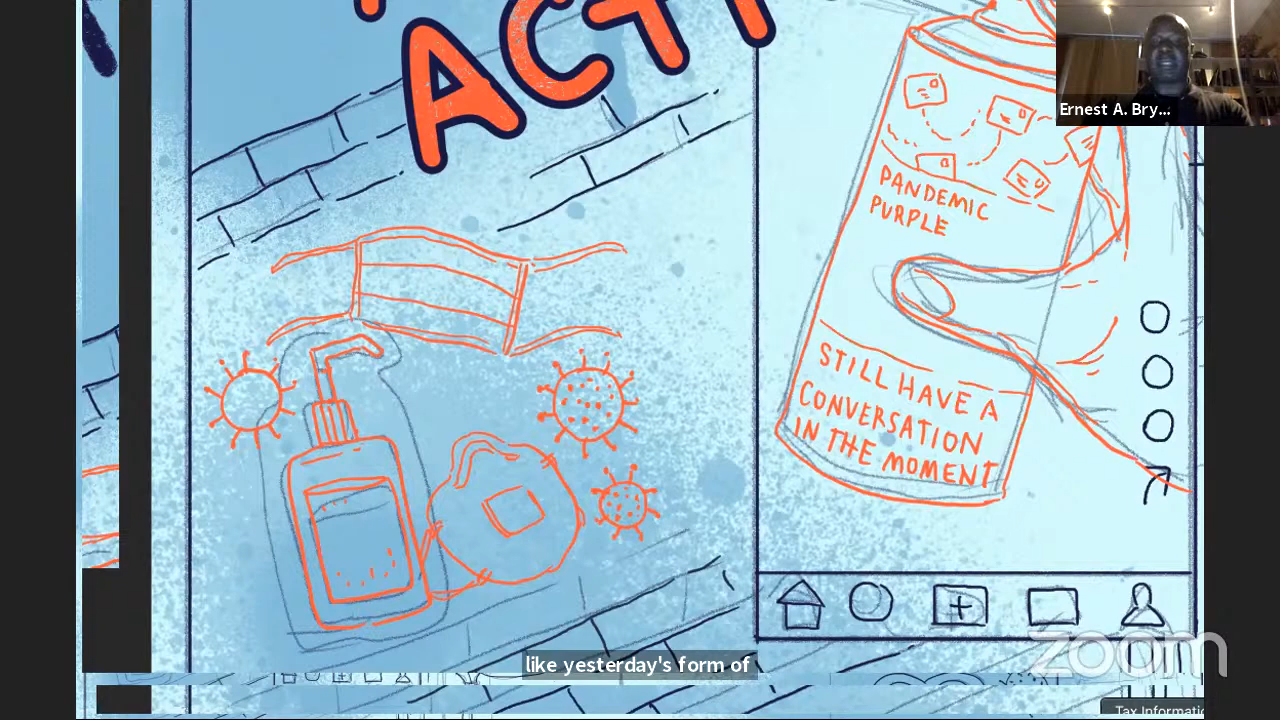 ACT
Ernest A. Bry...
PANDEMIC
PURPLE
STILL HAVE A
CONVERSATION
IN THE MOMENT
like yesterday's form of
zoom